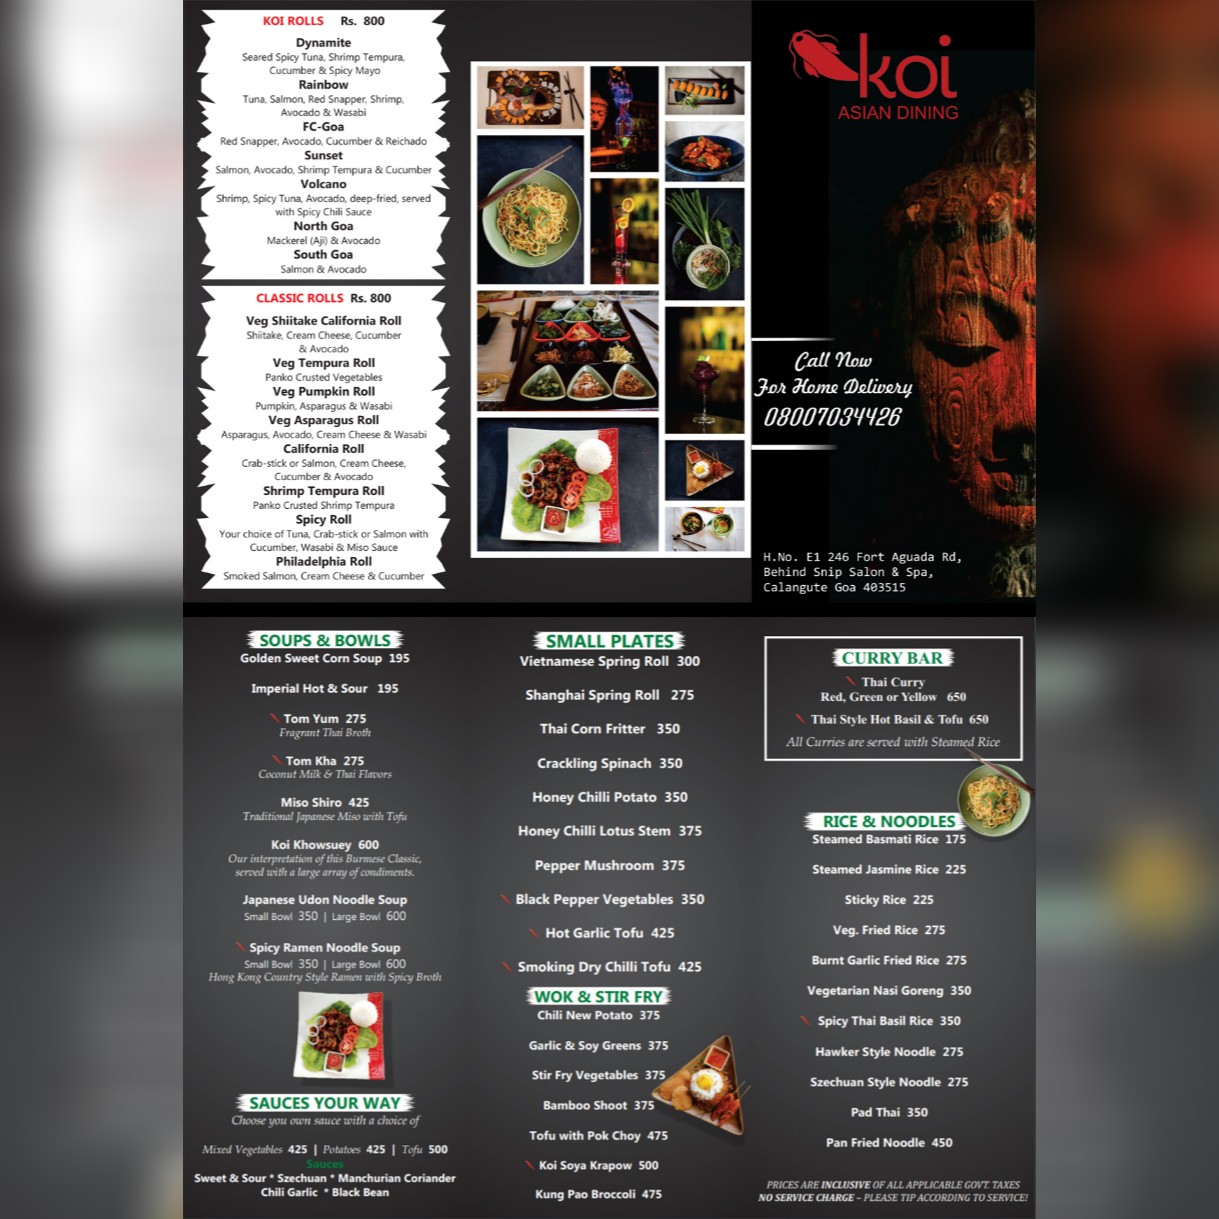 KOI ROLLS Rs. 800
Dynamite
Seared Spicy Tuna, Shrimp Tempura,
Cucumber & Spicy Mayo
Rainbow
Tuna, Salmon, Red Snapper, Shrimp,
Avocado & Wasabi
FC-Goa
Red Snapper, Avocado, Cucumber & Reichado
Sunset
Salmon, Avocado, Shrimp Tempura & Cucumber
Volcano
Shrimp, Spicy Tuna, Avocado, deep-fried, served
with Spicy Chili Sauce
North Goa
Mackerel (Aji) & Avocado
South Goa
Salmon & Avocado
CLASSIC ROLLS Rs. 800
Veg Shiitake California Roll
Shiitake, Cream Cheese, Cucumber
& Avocado
Veg Tempura Roll
Panko Crusted Vegetables
Veg Pumpkin Roll
Pumpkin, Asparagus & Wasabi
Veg Asparagus Roll
Asparagus, Avocado, Cream Cheese & Wasabi
California Roll
Crab-stick or Salmon, Cream Cheese,
Cucumber & Avocado
Shrimp Tempura Roll
Panko Crusted Shrimp Tempura
Spicy Roll
Your choice of Tuna, Crab-stick or Salmon with
Cucumber, Wasabi & Miso Sauce
Philadelphia Roll
Smoked Salmon, Cream Cheese & Cucumber
koi
ASIAN DINING
Call Now
For Home Delivery
08007034426
H.No. E1 246 Fort Aguada Rd,
Behind Snip Salon & Spa,
Calangute Goa 403515
SOUPS & BOWLS
Golden Sweet Corn Soup 195
Imperial Hot & Sour 195
Tom Yum 275
Fragrant Thai Broth
Tom Kha 275
Coconut Milk & Thai Flavors
Miso Shiro 425
Traditional Japanese Miso with Tofu
Koi Khowsuey 600
Our interpretation of this Burmese Classic,
served with a large array of condiments.
Japanese Udon Noodle Soup
Small Bowl 350 | Large Bowl 600
Spicy Ramen Noodle Soup
Small Bowl 350 | Large Bowl 600
Hong Kong Country Style Ramen with Spicy Broth
SAUCES YOUR WAY
Choose you own sauce with a choice of
Mixed Vegetables 425 | Potatoes 425 | Tofu 500
Sauces
Sweet & Sour * Szechuan * Manchurian Coriander
Chili Garlic * Black Bean
SMALL PLATES
Vietnamese Spring Roll 300
Shanghai Spring Roll 275
Thai Corn Fritter 350
Crackling Spinach 350
Honey Chilli Potato 350
Honey Chilli Lotus Stem 375
Pepper Mushroom 375
Black Pepper Vegetables 350
Hot Garlic Tofu 425
Smoking Dry Chilli Tofu 425
WOK & STIR FRY
Chili New Potato 375
Garlic & Soy Greens 375
Stir Fry Vegetables 375
Bamboo Shoot 375
Tofu with Pok Choy 475
Koi Soya Krapow 500
Kung Pao Broccoli 475
CURRY BAR
Thai Curry
Red, Green or Yellow 650
Thai Style Hot Basil & Tofu 650
All Curries are served with Steamed Rice
RICE & NOODLES
Steamed Basmati Rice 175
Steamed Jasmine Rice 225
Sticky Rice 225
Veg. Fried Rice 275
Burnt Garlic Fried Rice 275
Vegetarian Nasi Goreng 350
Spicy Thai Basil Rice 350
Hawker Style Noodle 275
Szechuan Style Noodle 275
Pad Thai 350
Pan Fried Noodle 450
PRICES ARE INCLUSIVE OF ALL APPLICABLE GOVT. TAXES
NO SERVICE CHARGE – PLEASE TIP ACCORDING TO SERVICE!